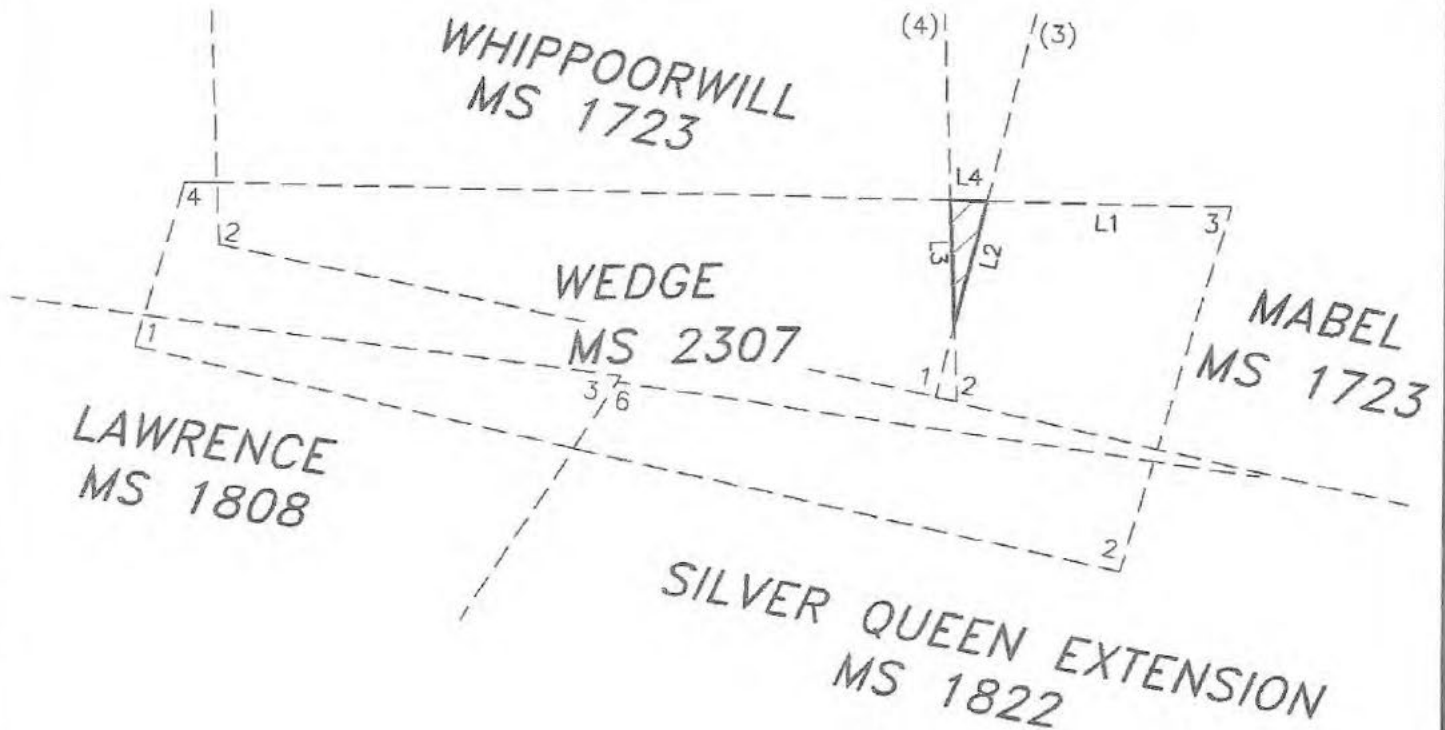 (4)
(3)
WHIPPOORWILL
MS 1723
L4
4
L1
3
2
L3
L2
WEDGE
MS 2307
MABEL
MS 1723
1
1
2
7
3
6
LAWRENCE
MS 1808
2
SILVER QUEEN EXTENSION
MS 1822